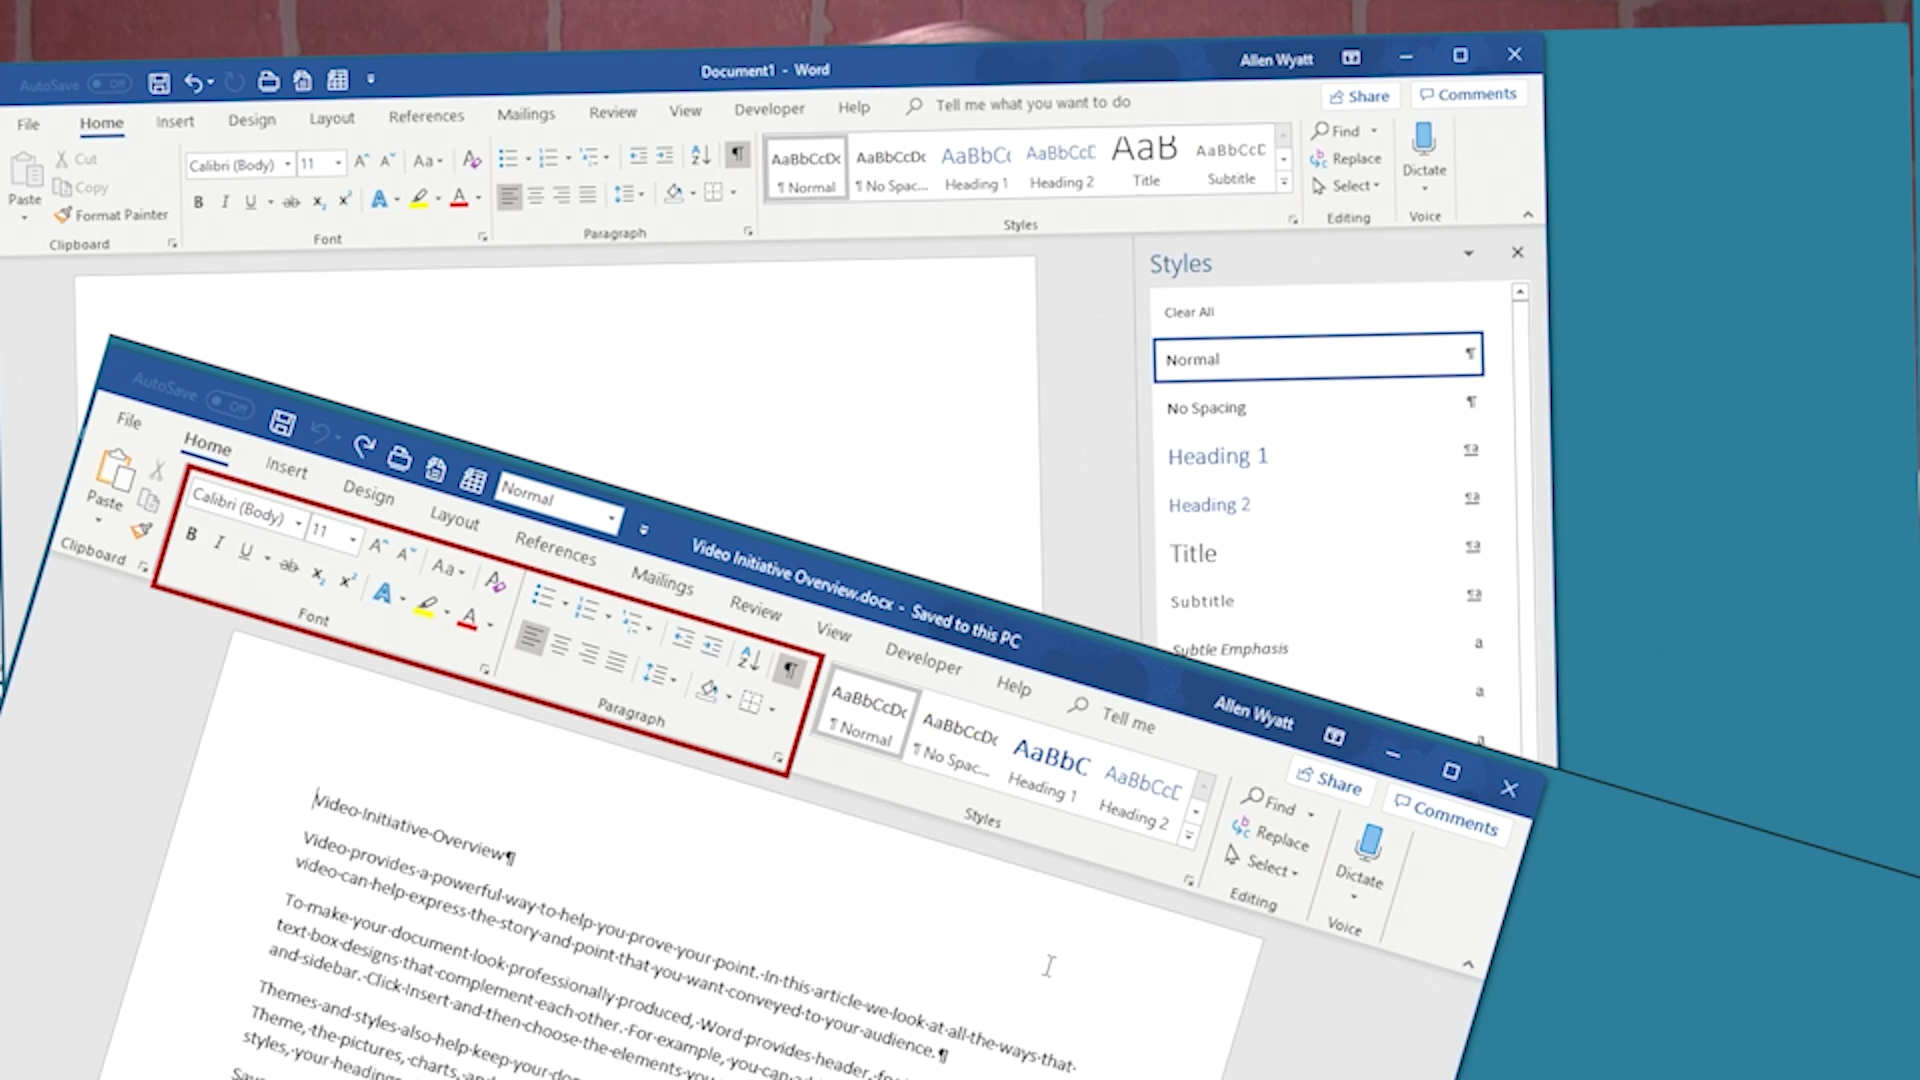 AutoSave Off
Document1 - Word
Allen Wyatt
File Home Insert Design Layout References Mailings Review View Developer Help Tell me what you want to do
Share Comments
Paste
Cut
Copy
Format Painter
Clipboard
Calibri (Body) 11
Font
Paragraph
AaBbCcDc AaBbCcDc AaBbC AaBbCcD AaB AaBbCcD
¶ Normal ¶ No Spac... Heading 1 Heading 2 Title Subtitle
Styles
Find
Replace
Select
Editing
Dictate
Voice
Styles
Clear All
Normal
No Spacing
Heading 1
Heading 2
Title
Subtitle
Subtle Emphasis
AutoSave Off
Normal
Video Initiative Overview.docx - Saved to this PC
Allen Wyatt
File Home Insert Design Layout References Mailings Review View Developer Help Tell me
Share Comments
Paste
Clipboard
Calibri (Body) 11
Font
Paragraph
AaBbCcDc AaBbCcDc AaBbC AaBbCcD
¶ Normal ¶ No Spac... Heading 1 Heading 2
Styles
Find
Replace
Select
Editing
Dictate
Voice
Video·Initiative·Overview¶
Video·provides·a·powerful·way·to·help·you·prove·your·point.·In·this·article·we·look·at·all·the·ways·that·
video·can·help·express·the·story·and·point·that·you·want·conveyed·to·your·audience.¶
To·make·your·document·look·professionally·produced,·Word·provides·header,·
text·box·designs·that·complement·each·other.·For·example,·you·can·
and·sidebar.·Click·Insert·and·then·choose·the·elements·
Themes·and·styles·also·help·keep·your·
Theme,·the·pictures,·charts,·
styles,·your·